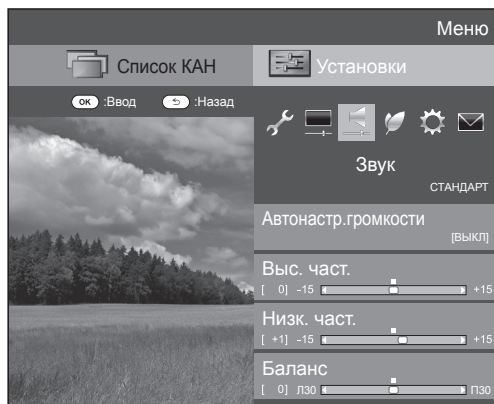 Меню
Список КАН
Установки
OK :Ввод :Назад
Звук
СТАНДАРТ
Автонастр.громкости
[ВЫКЛ]
Выс. част.
[ 0] -15 +15
Низк. част.
[ +1] -15 +15
Баланс
[ 0] Л30 П30